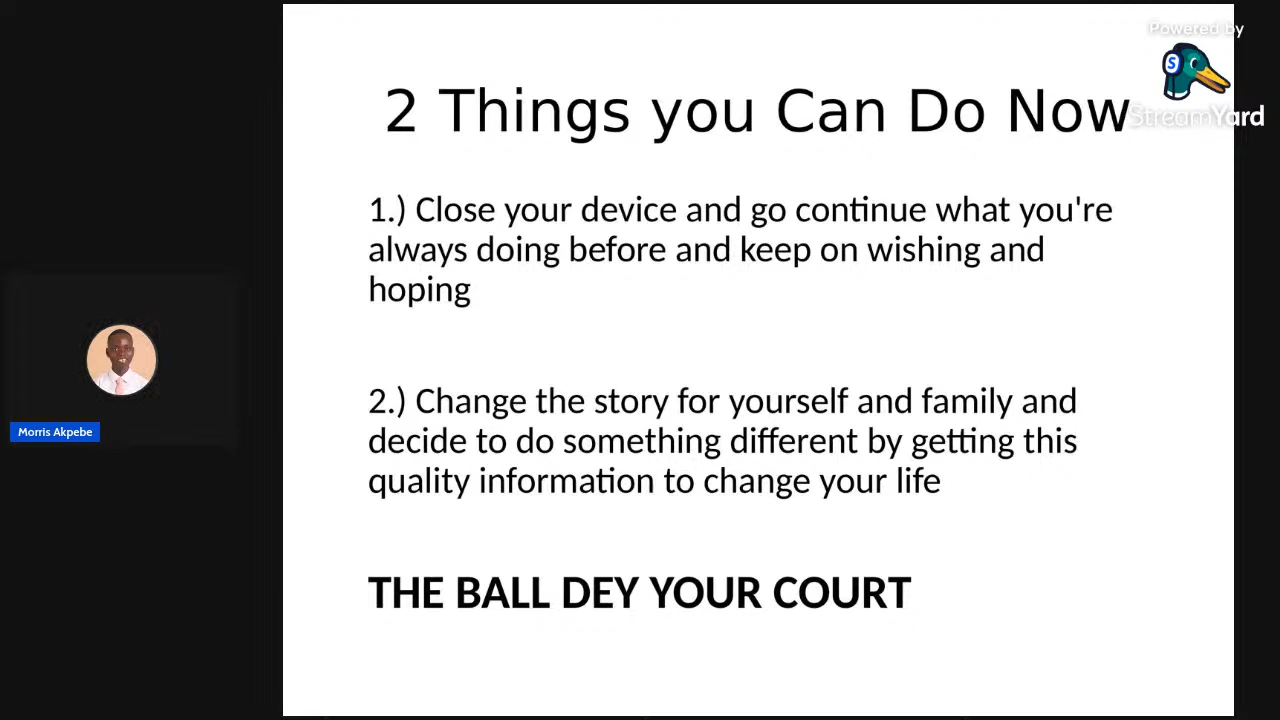 Powered by
StreamYard
2 Things you Can Do Now
1.) Close your device and go continue what you're
always doing before and keep on wishing and
hoping
2.) Change the story for yourself and family and
decide to do something different by getting this
quality information to change your life
THE BALL DEY YOUR COURT
Morris Akpebe